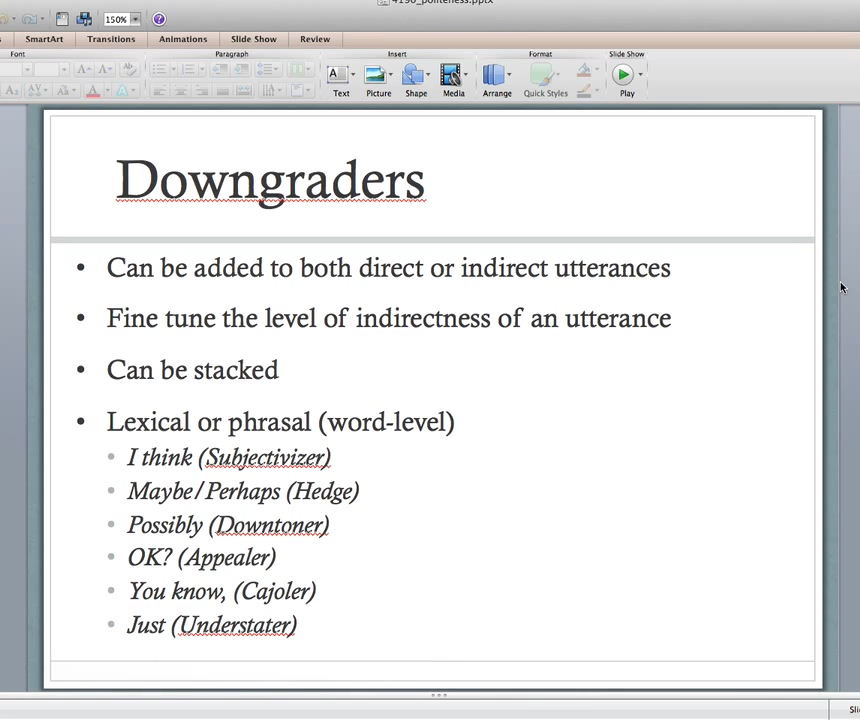 4190_politeness.pptx
150%
SmartArt Transitions Animations Slide Show Review
Font Paragraph Insert Format Slide Show
Text Picture Shape Media Arrange Quick Styles Play
Downgraders
• Can be added to both direct or indirect utterances
• Fine tune the level of indirectness of an utterance
• Can be stacked
• Lexical or phrasal (word-level)
• I think (Subjectivizer)
• Maybe/Perhaps (Hedge)
• Possibly (Downtoner)
• OK? (Appealer)
• You know, (Cajoler)
• Just (Understater)